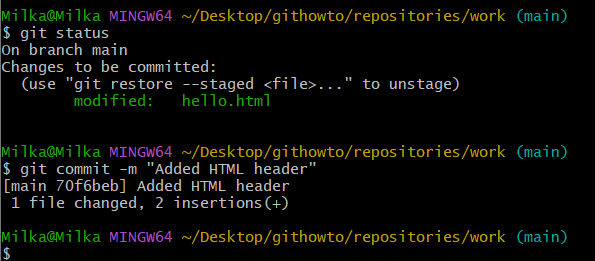 Milka@Milka MINGW64 ~/Desktop/githowto/repositories/work (main)
$ git status
On branch main
Changes to be committed:
  (use "git restore --staged <file>..." to unstage)
        modified:   hello.html

Milka@Milka MINGW64 ~/Desktop/githowto/repositories/work (main)
$ git commit -m "Added HTML header"
[main 70f6beb] Added HTML header
 1 file changed, 2 insertions(+)

Milka@Milka MINGW64 ~/Desktop/githowto/repositories/work (main)
$